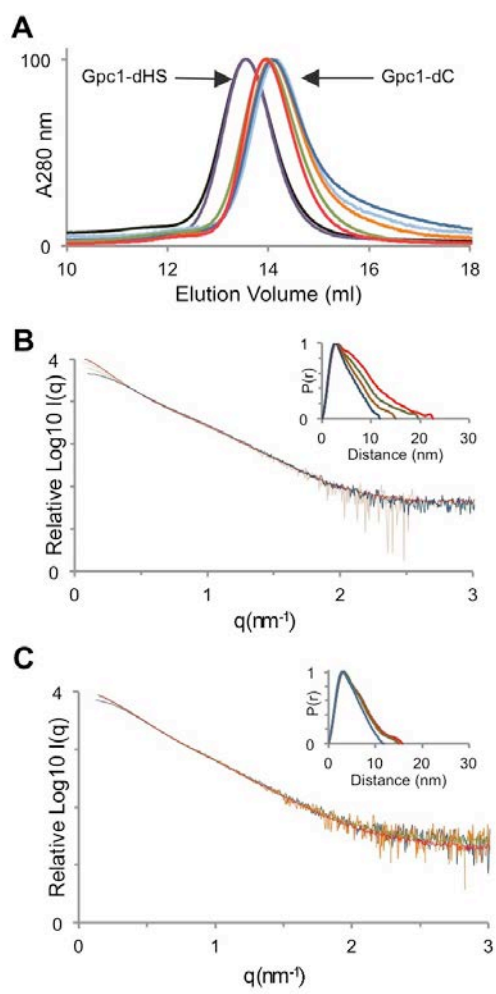 A
Gpc1-dHS
Gpc1-dC
100
A280 nm
0
10 12 14 16 18
Elution Volume (ml)
B
4
Relative Log10 I(q)
0
1 2 3
q(nm-1)
1
P(r)
0
0 10 20 30
Distance (nm)
C
4
Relative Log10 I(q)
0
0 1 2 3
q(nm-1)
1
P(r)
0
0 10 20 30
Distance (nm)